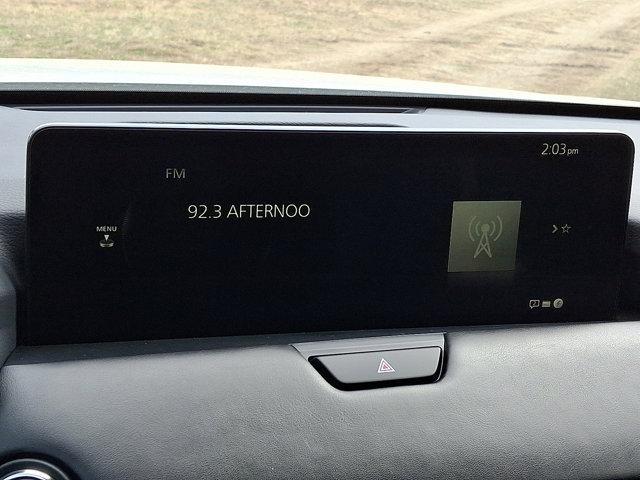 2:03 pm
FM
92.3 AFTERNOO
MENU